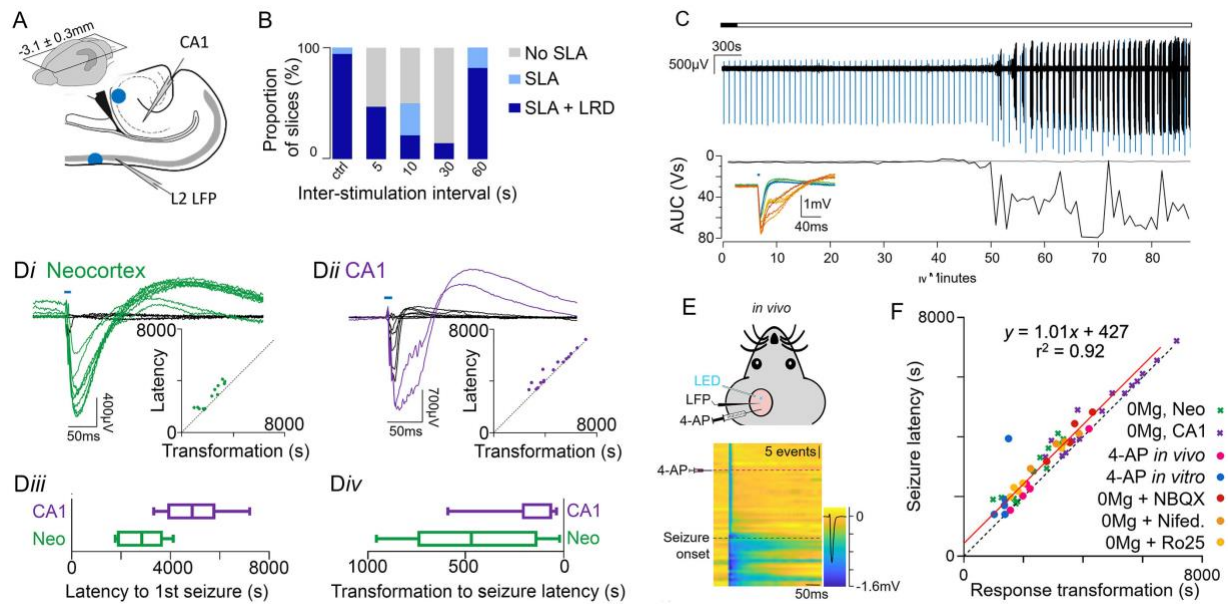 A
-3.1 ± 0.3mm
CA1
L2 LFP
B
Proportion
of slices (%)
100
0
ctrl
5
10
30
60
Inter-stimulation interval (s)
No SLA
SLA
SLA + LRD
C
300s
500µV
AUC (Vs)
0
20
40
60
80
1mV
40ms
0
10
20
30
40
50
60
70
80
Di Neocortex
400µV
50ms
8000
Latency
8000
Transformation (s)
Dii CA1
700µV
50ms
8000
Latency
8000
Transformation (s)
Diii
CA1
Neo
0
4000
8000
Latency to 1st seizure (s)
Div
CA1
Neo
1000
500
0
Transformation to seizure latency (s)
E
in vivo
LED
LFP
4-AP
5 events
4-AP
Seizure
onset
0
-1.6mV
50ms
F
y = 1.01x + 427
r² = 0.92
Seizure latency (s)
8000
4000
0
0
4000
8000
Response transformation (s)
0Mg, Neo
0Mg, CA1
4-AP in vivo
4-AP in vitro
0Mg + NBQX
0Mg + Nifed.
0Mg + Ro25